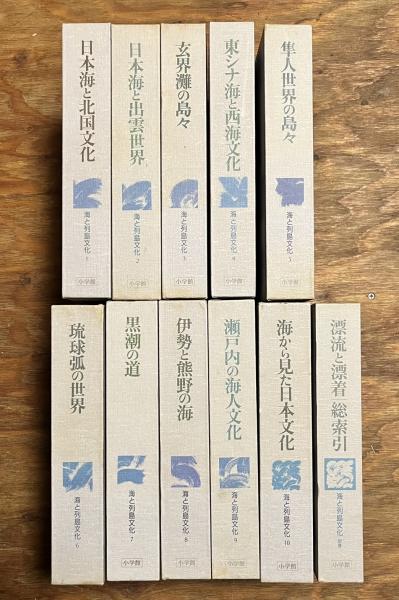 日本海と北国文化
海と列島文化 1
小学館
日本海と出雲世界
海と列島文化 2
小学館
玄界灘の島々
海と列島文化 3
小学館
東シナ海と西海文化
海と列島文化 4
小学館
隼人世界の島々
海と列島文化 5
小学館
琉球弧の世界
海と列島文化 6
小学館
黒潮の道
海と列島文化 7
小学館
伊勢と熊野の海
海と列島文化 8
小学館
瀬戸内の海人文化
海と列島文化 9
小学館
海から見た日本文化
海と列島文化 10
小学館
漂流と漂着 総索引
海と列島文化 別巻
小学館